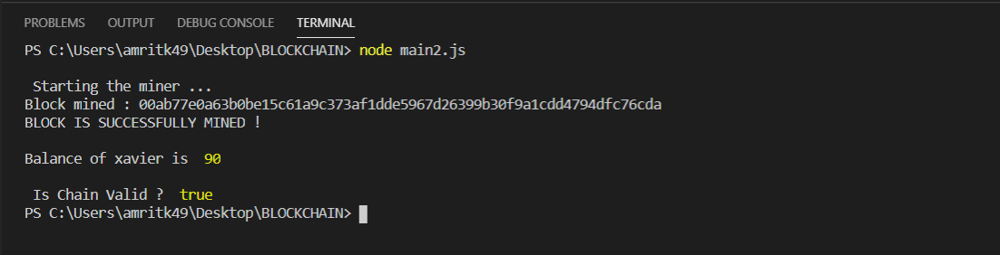 PROBLEMS OUTPUT DEBUG CONSOLE TERMINAL
PS C:\Users\amritk49\Desktop\BLOCKCHAIN> node main2.js
Starting the miner ...
Block mined : 00ab77e0a63b0be15c61a9c373af1dde5967d26399b30f9a1cdd4794dfc76cda
BLOCK IS SUCCESSFULLY MINED !
Balance of xavier is  90
Is Chain Valid ?  true
PS C:\Users\amritk49\Desktop\BLOCKCHAIN>